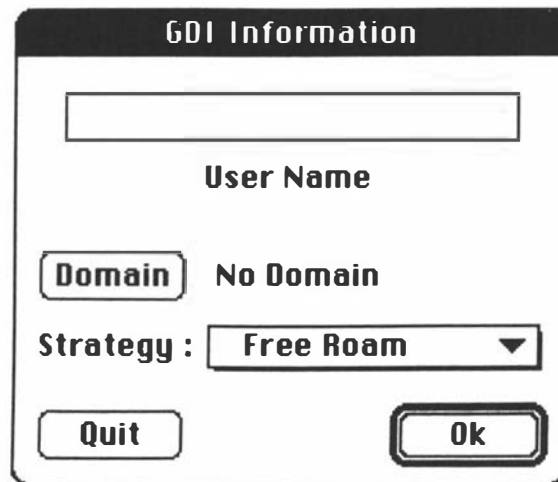 GDI Information
User Name
Domain No Domain
Strategy : Free Roam
Quit Ok